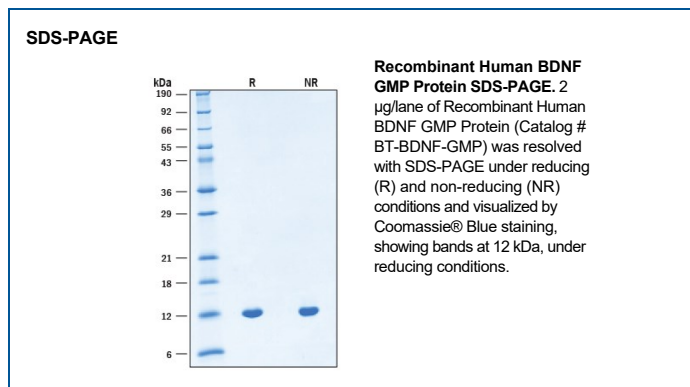 SDS-PAGE
kDa R NR
190
92
66
55
43
36
29
21
18
12
6
Recombinant Human BDNF
GMP Protein SDS-PAGE. 2
µg/lane of Recombinant Human
BDNF GMP Protein (Catalog #
BT-BDNF-GMP) was resolved
with SDS-PAGE under reducing
(R) and non-reducing (NR)
conditions and visualized by
Coomassie® Blue staining,
showing bands at 12 kDa, under
reducing conditions.